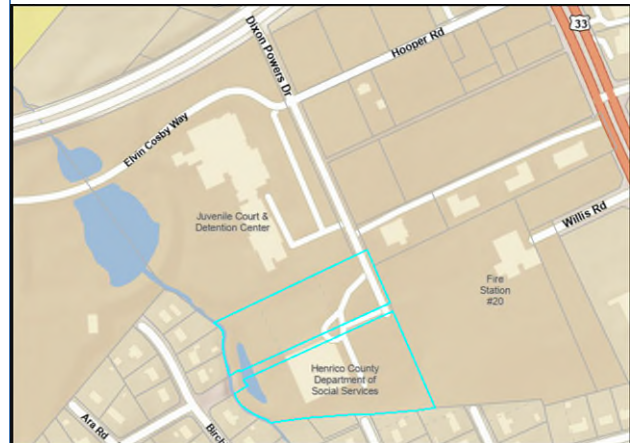 33
Dixon Powers Dr
Hooper Rd
Elvin Cosby Way
Juvenile Court &
Detention Center
Willis Rd
Fire
Station
#20
Henrico County
Department of
Social Services
Ara Rd
Birch